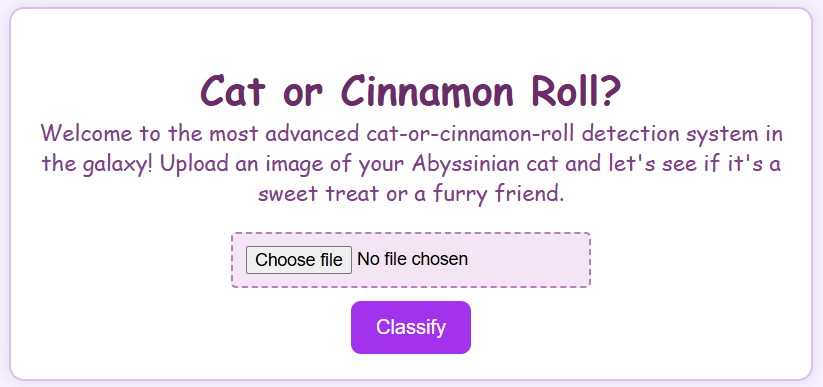 Cat or Cinnamon Roll?
Welcome to the most advanced cat-or-cinnamon-roll detection system in
the galaxy! Upload an image of your Abyssinian cat and let's see if it's a
sweet treat or a furry friend.
Choose file No file chosen
Classify